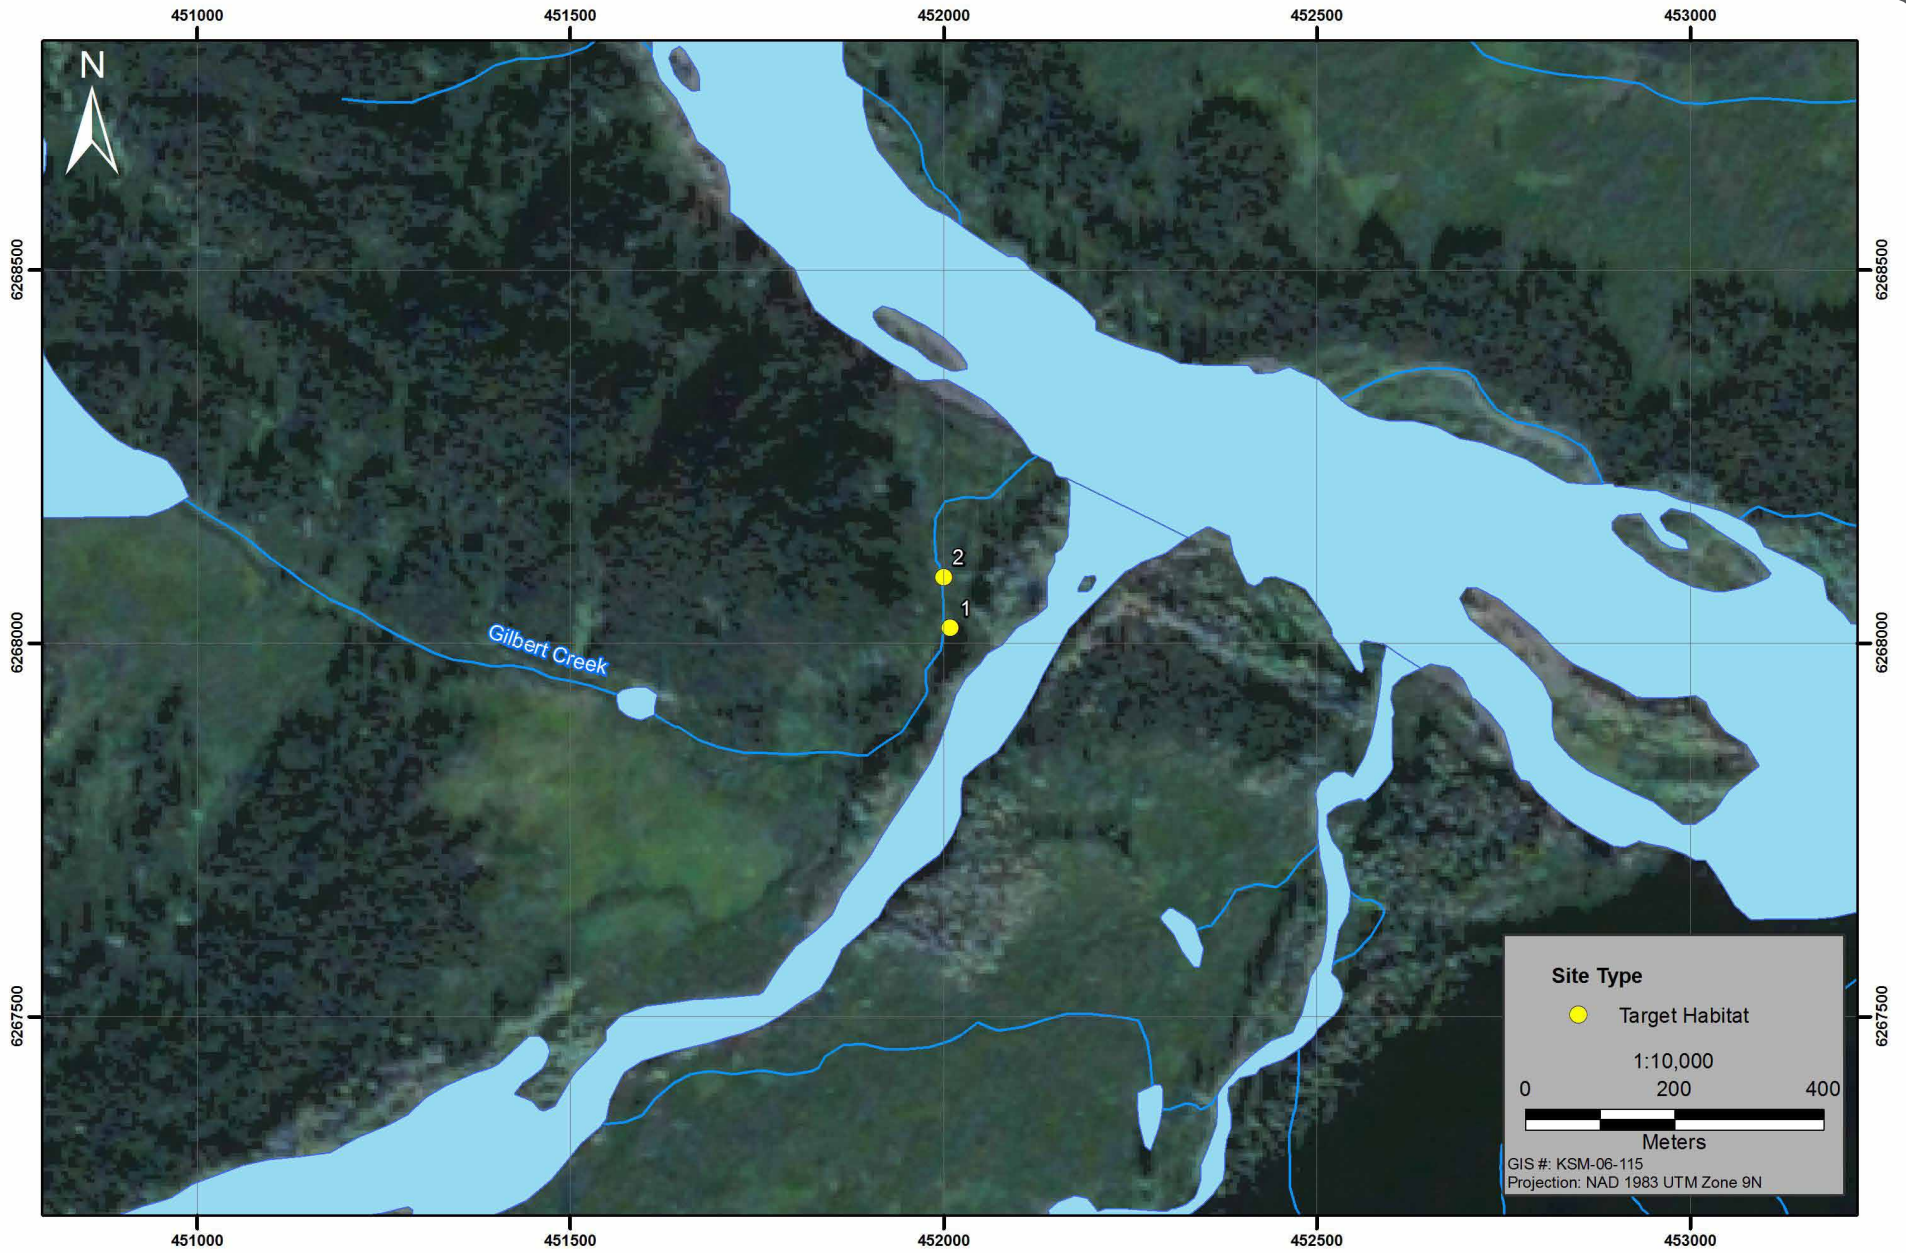 451000 451500 452000 452500 453000
N
6268500 6268500
2
1
Gilbert Creek
6268000 6268000
6267500 6267500
Site Type
Target Habitat
1:10,000
0 200 400
Meters
GIS #: KSM-06-115
Projection: NAD 1983 UTM Zone 9N
451000 451500 452000 452500 453000